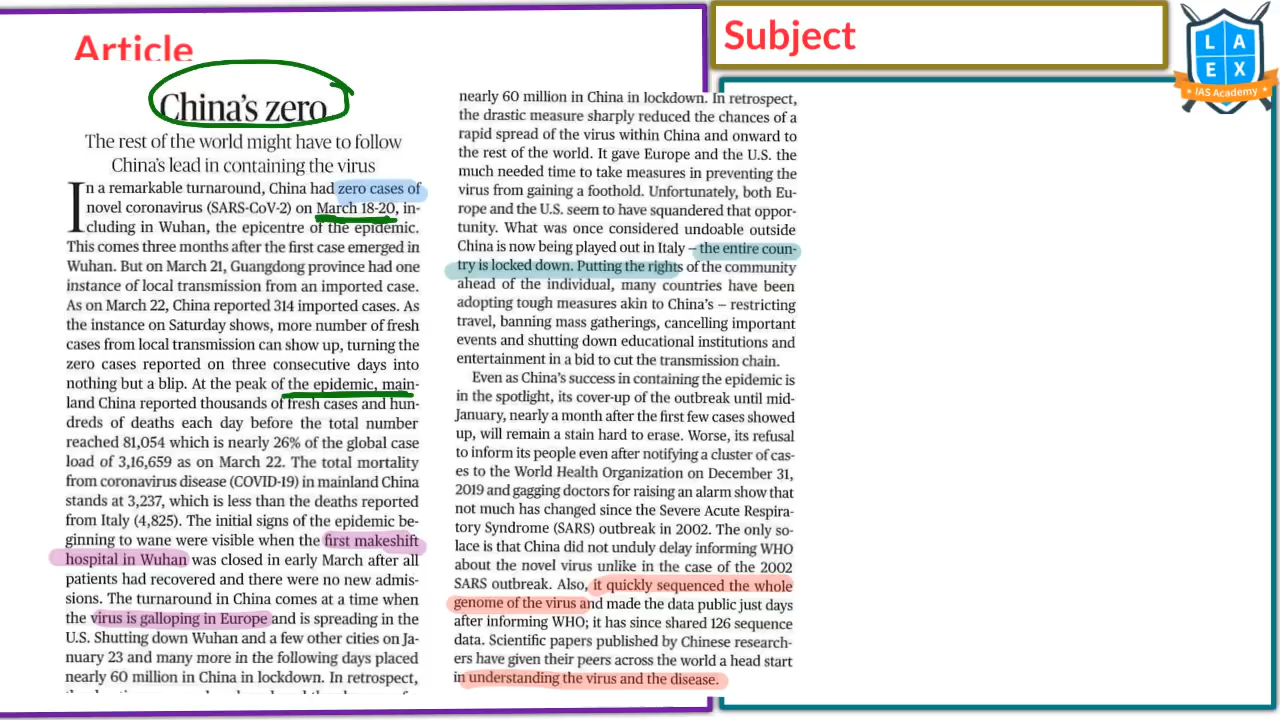 Article
China's zero
The rest of the world might have to follow
China's lead in containing the virus
In a remarkable turnaround, China had zero cases of
novel coronavirus (SARS-CoV-2) on March 18-20, in-
cluding in Wuhan, the epicentre of the epidemic.
This comes three months after the first case emerged in
Wuhan. But on March 21, Guangdong province had one
instance of local transmission from an imported case.
As on March 22, China reported 314 imported cases. As
the instance on Saturday shows, more number of fresh
cases from local transmission can show up, turning the
zero cases reported on three consecutive days into
nothing but a blip. At the peak of the epidemic, main-
land China reported thousands of fresh cases and hun-
dreds of deaths each day before the total number
reached 81,054 which is nearly 26% of the global case
load of 3,16,659 as on March 22. The total mortality
from coronavirus disease (COVID-19) in mainland China
stands at 3,237, which is less than the deaths reported
from Italy (4,825). The initial signs of the epidemic be-
ginning to wane were visible when the first makeshift
hospital in Wuhan was closed in early March after all
patients had recovered and there were no new admis-
sions. The turnaround in China comes at a time when
the virus is galloping in Europe and is spreading in the
U.S. Shutting down Wuhan and a few other cities on Ja-
nuary 23 and many more in the following days placed
nearly 60 million in China in lockdown. In retrospect,
nearly 60 million in China in lockdown. In retrospect,
the drastic measure sharply reduced the chances of a
rapid spread of the virus within China and onward to
the rest of the world. It gave Europe and the U.S. the
much needed time to take measures in preventing the
virus from gaining a foothold. Unfortunately, both Eu-
rope and the U.S. seem to have squandered that oppor-
tunity. What was once considered undoable outside
China is now being played out in Italy – the entire coun-
try is locked down. Putting the rights of the community
ahead of the individual, many countries have been
adopting tough measures akin to China's – restricting
travel, banning mass gatherings, cancelling important
events and shutting down educational institutions and
entertainment in a bid to cut the transmission chain.
Even as China's success in containing the epidemic is
in the spotlight, its cover-up of the outbreak until mid-
January, nearly a month after the first few cases showed
up, will remain a stain hard to erase. Worse, its refusal
to inform its people even after notifying a cluster of cas-
es to the World Health Organization on December 31,
2019 and gagging doctors for raising an alarm show that
not much has changed since the Severe Acute Respira-
tory Syndrome (SARS) outbreak in 2002. The only so-
lace is that China did not unduly delay informing WHO
about the novel virus unlike in the case of the 2002
SARS outbreak. Also, it quickly sequenced the whole
genome of the virus and made the data public just days
after informing WHO; it has since shared 126 sequence
data. Scientific papers published by Chinese research-
ers have given their peers across the world a head start
in understanding the virus and the disease.
Subject
L A
E X
IAS Academy